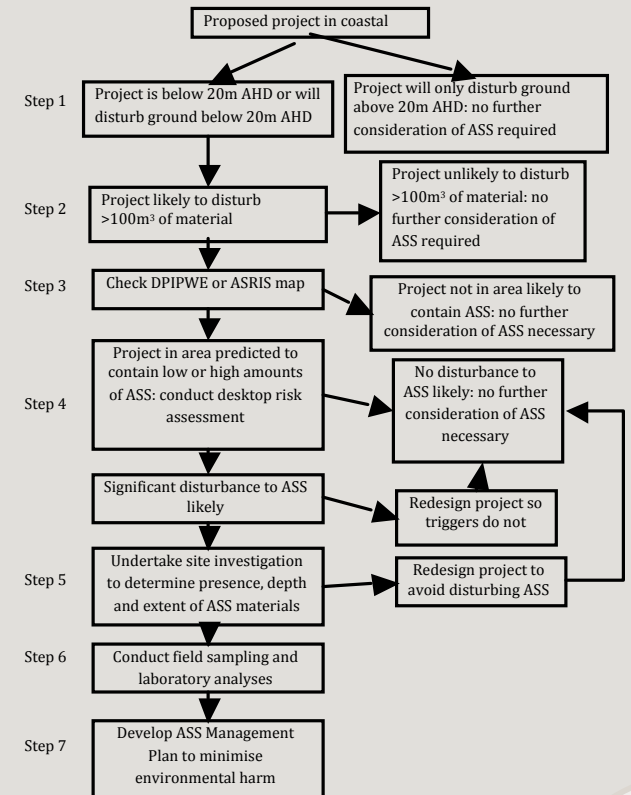 Proposed project in coastal
Step 1
Project is below 20m AHD or will
disturb ground below 20m AHD
Project will only disturb ground
above 20m AHD: no further
consideration of ASS required
Step 2
Project likely to disturb
>100m³ of material
Project unlikely to disturb
>100m³ of material: no
further consideration of
ASS required
Step 3
Check DPIPWE or ASRIS map
Project not in area likely to
contain ASS: no further
consideration of ASS necessary
Step 4
Project in area predicted to
contain low or high amounts
of ASS: conduct desktop risk
assessment
No disturbance to
ASS likely: no further
consideration of ASS
necessary
Significant disturbance to ASS
likely
Redesign project so
triggers do not
Step 5
Undertake site investigation
to determine presence, depth
and extent of ASS materials
Redesign project to
avoid disturbing ASS
Step 6
Conduct field sampling and
laboratory analyses
Step 7
Develop ASS Management
Plan to minimise
environmental harm